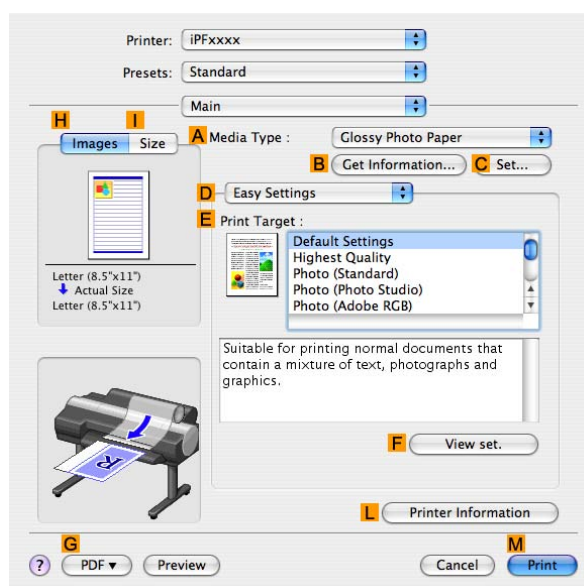 Printer: iPFxxxx
Presets: Standard
Main
H I
Images Size
A Media Type : Glossy Photo Paper
B Get Information... C Set...
D Easy Settings
E Print Target :
Default Settings
Highest Quality
Photo (Standard)
Photo (Photo Studio)
Photo (Adobe RGB)
Letter (8.5"x11")
Actual Size
Letter (8.5"x11")
Suitable for printing normal documents that
contain a mixture of text, photographs and
graphics.
R
F View set.
L Printer Information
G M
? PDF ▾ Preview Cancel Print